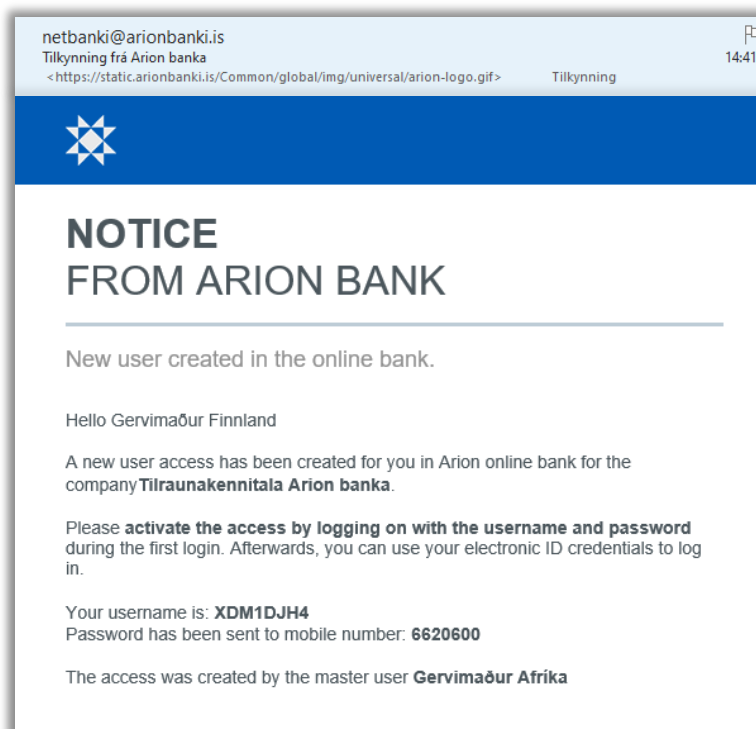 netbanki@arionbanki.is
Tilkynning frá Arion banka
14:41
<https://static.arionbanki.is/Common/global/img/universal/arion-logo.gif> Tilkynning
NOTICE
FROM ARION BANK
New user created in the online bank.
Hello Gervimaður Finnland
A new user access has been created for you in Arion online bank for the
companyTilraunakennitala Arion banka.
Please activate the access by logging on with the username and password
during the first login. Afterwards, you can use your electronic ID credentials to log
in.
Your username is: XDM1DJH4
Password has been sent to mobile number: 6620600
The access was created by the master user Gervimaður Afríka